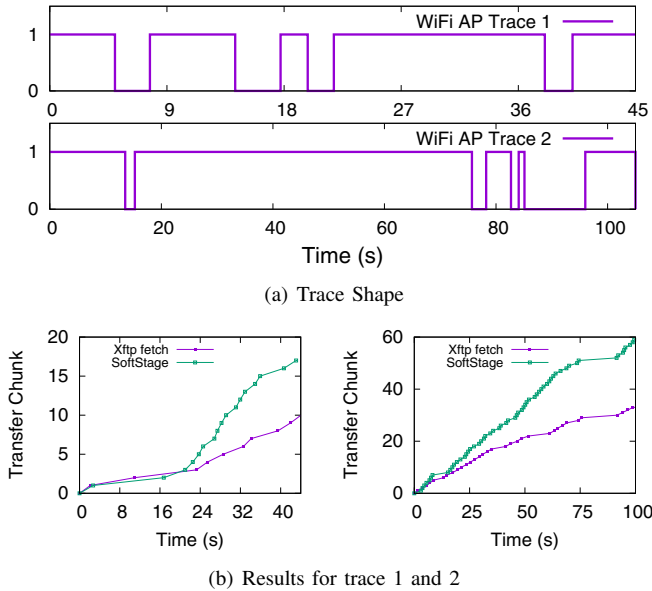 WiFi AP Trace 1
1
0
0 9 18 27 36 45
WiFi AP Trace 2
1
0
0 20 40 60 80 100
Time (s)
(a) Trace Shape
Transfer Chunk
20
15
10
5
0
Xftp fetch
SoftStage
0 8 16 24 32 40
Time (s)
Transfer Chunk
60
40
20
0
Xftp fetch
SoftStage
0 25 50 75 100
Time (s)
(b) Results for trace 1 and 2